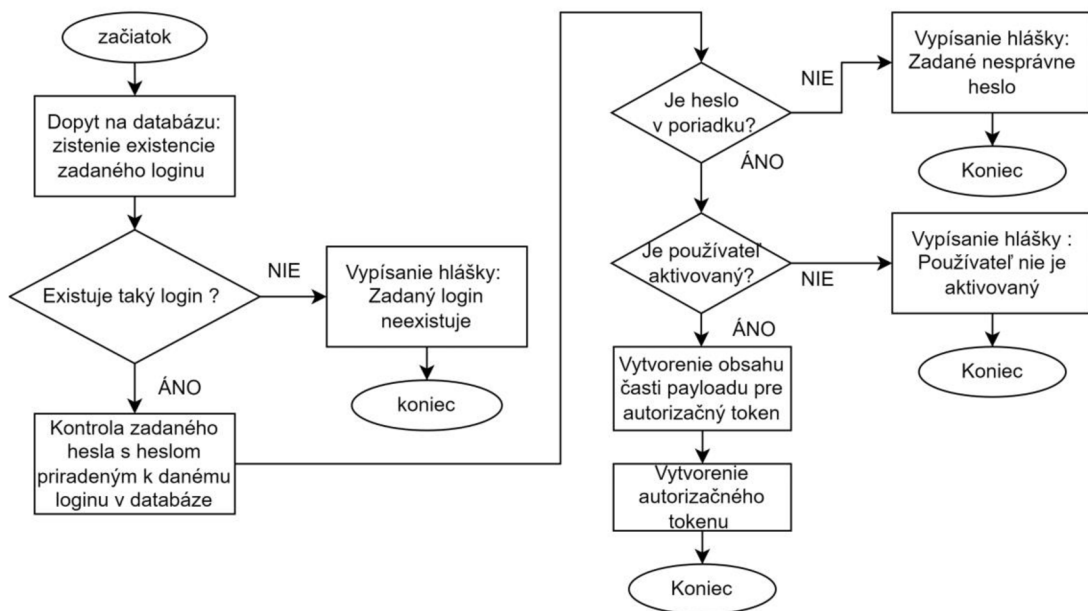 začiatok
Dopyt na databázu:
zistenie existencie
zadaného loginu
Existuje taký login ?
NIE
Vypísanie hlášky:
Zadaný login
neexistuje
koniec
ÁNO
Kontrola zadaného
hesla s heslom
priradeným k danému
loginu v databáze
Je heslo
v poriadku?
NIE
Vypísanie hlášky:
Zadané nesprávne
heslo
Koniec
ÁNO
Je používateľ
aktivovaný?
NIE
Vypísanie hlášky :
Používateľ nie je
aktivovaný
Koniec
ÁNO
Vytvorenie obsahu
časti payloadu pre
autorizačný token
Vytvorenie
autorizačného
tokenu
Koniec